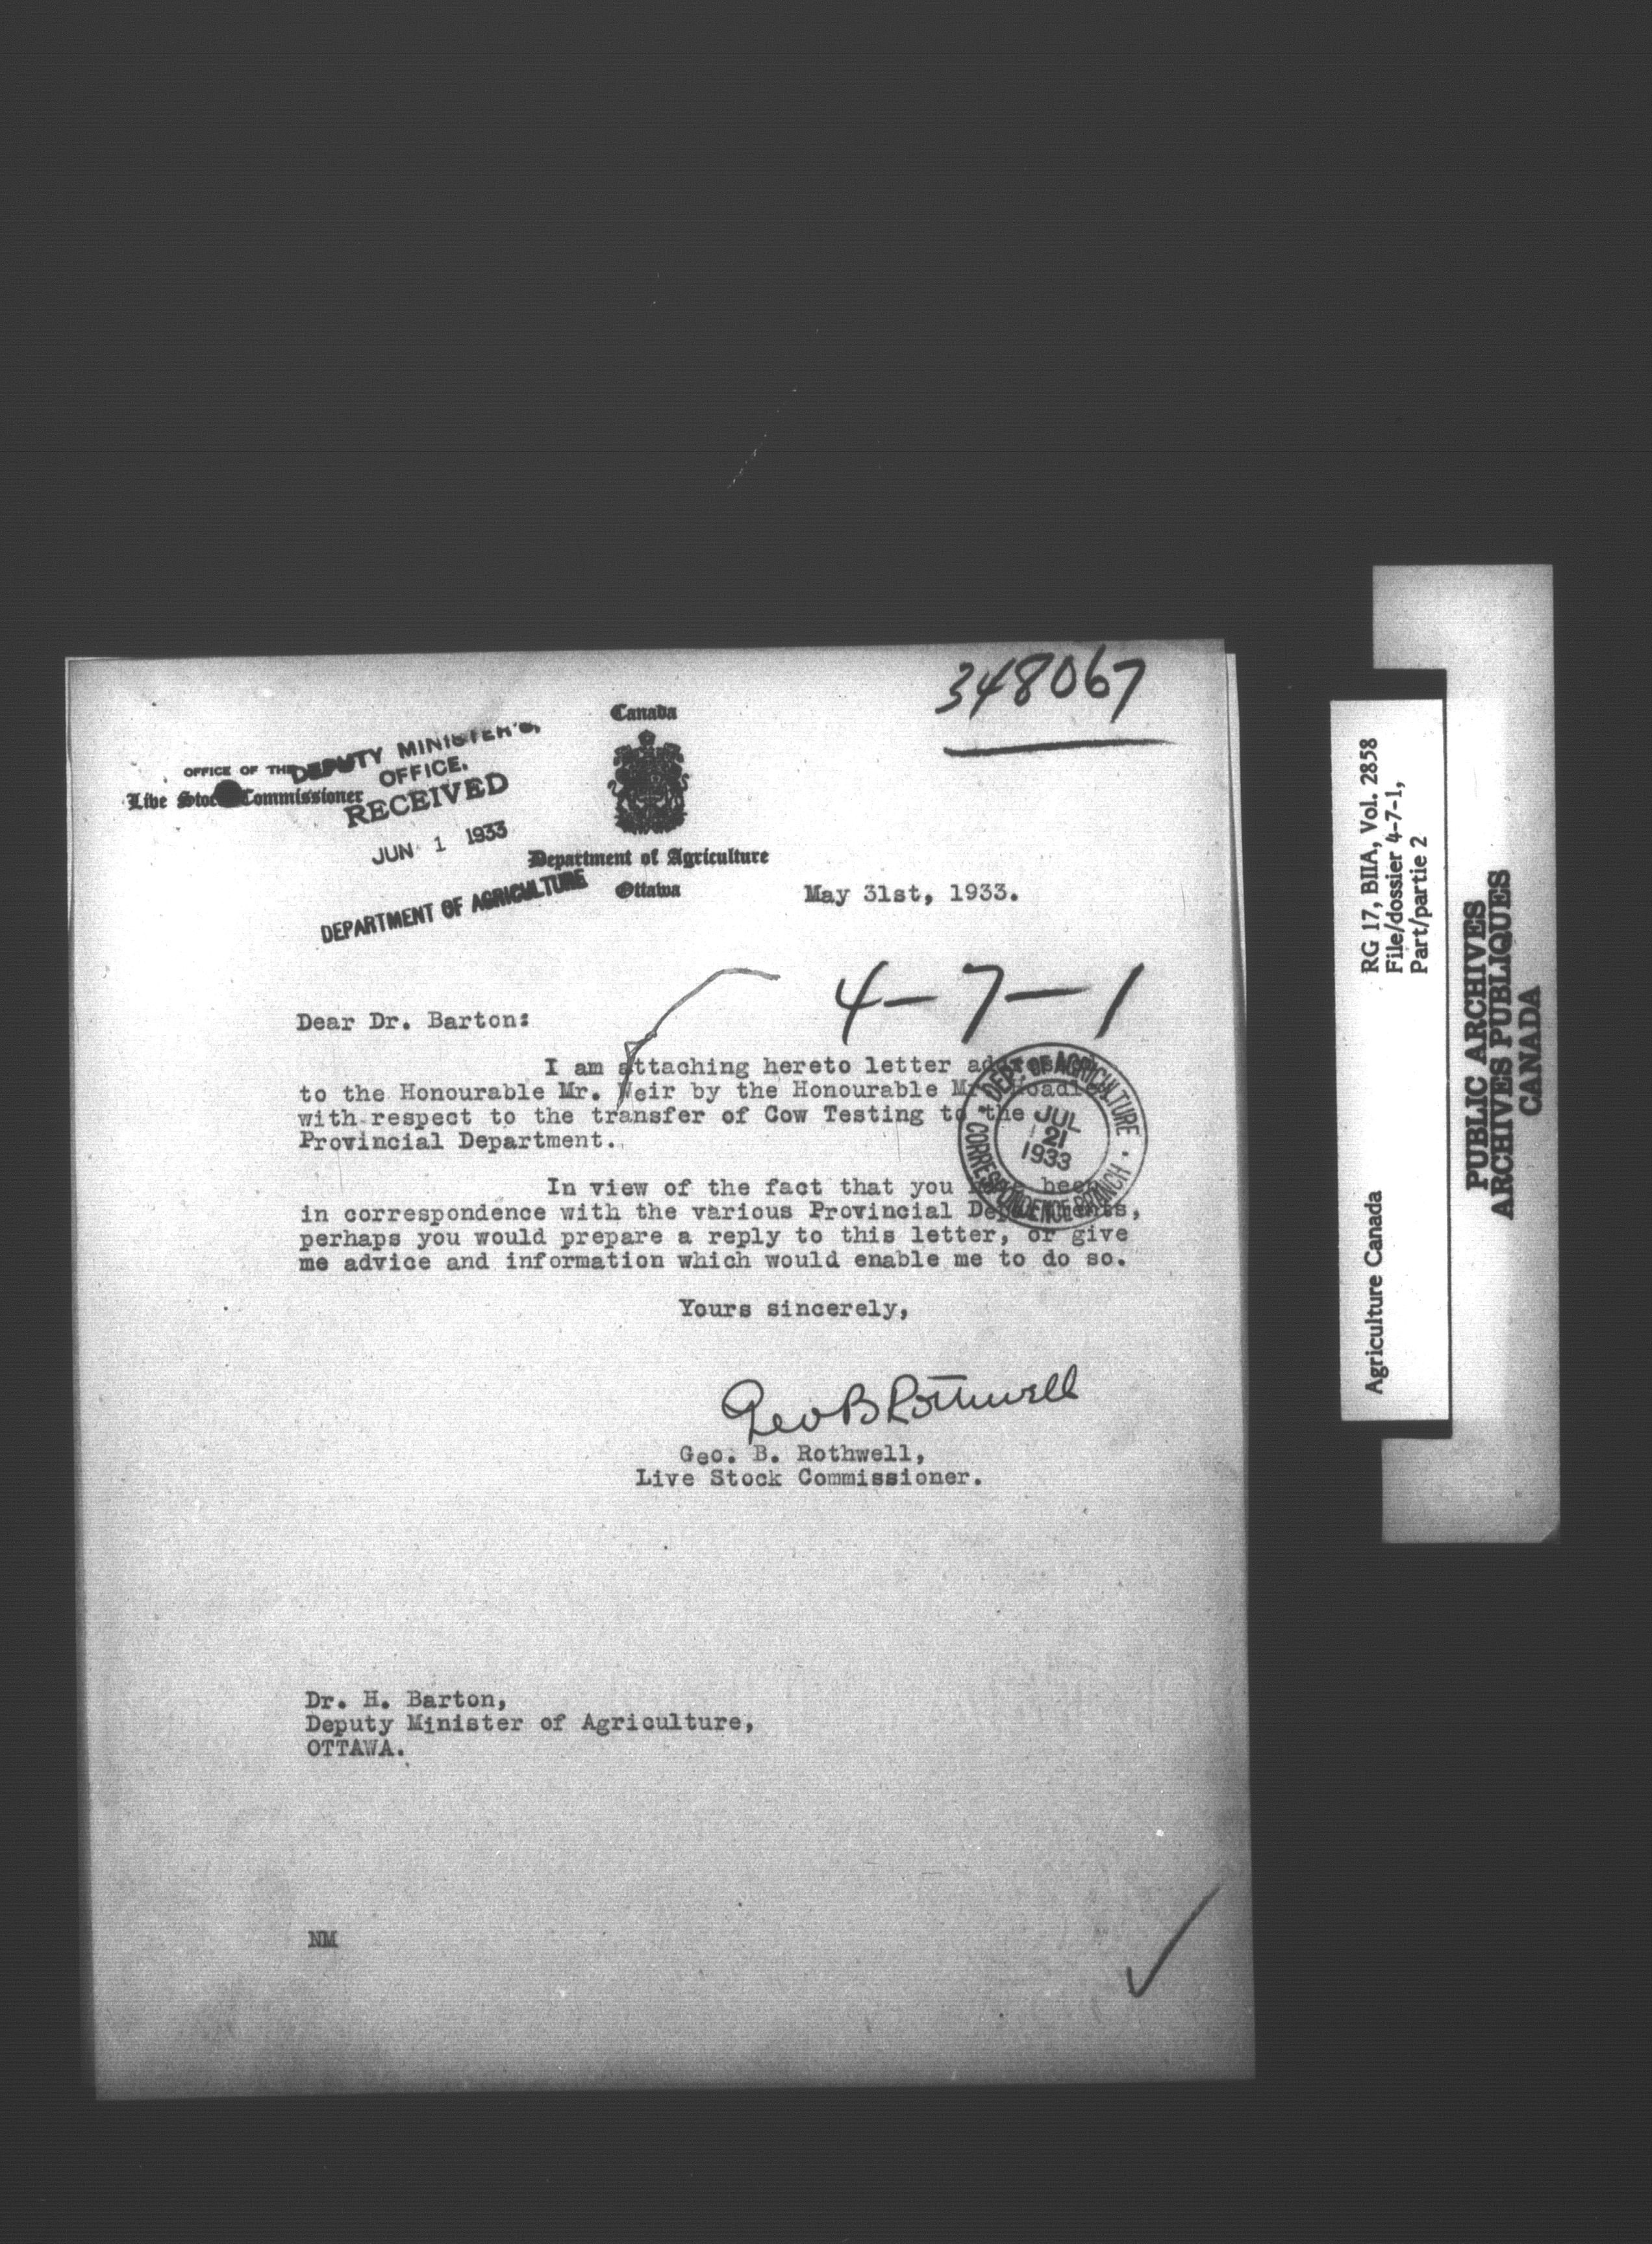 348067
Canada
OFFICE OF THE
Live Stock Commissioner
DEPUTY MINISTER'S,
OFFICE.
RECEIVED
JUN 1 1933
DEPARTMENT OF AGRICULTURE
Department of Agriculture
Ottawa
May 31st, 1933.
4-7-1
Dear Dr. Barton:
I am attaching hereto letter addressed
to the Honourable Mr. Weir by the Honourable Mr. Hoadley
with respect to the transfer of Cow Testing to the
Provincial Department.
DEPT. OF AGRICULTURE
JUL
21
1933
CORRESPONDENCE BRANCH
In view of the fact that you have been
in correspondence with the various Provincial Departments,
perhaps you would prepare a reply to this letter, or give
me advice and information which would enable me to do so.
Yours sincerely,
Geo B Rothwell
Geo. B. Rothwell,
Live Stock Commissioner.
Dr. H. Barton,
Deputy Minister of Agriculture,
OTTAWA.
NM
Agriculture Canada
RG 17, BIIA, Vol. 2858
File/dossier 4-7-1,
Part/partie 2
PUBLIC ARCHIVES
ARCHIVES PUBLIQUES
CANADA